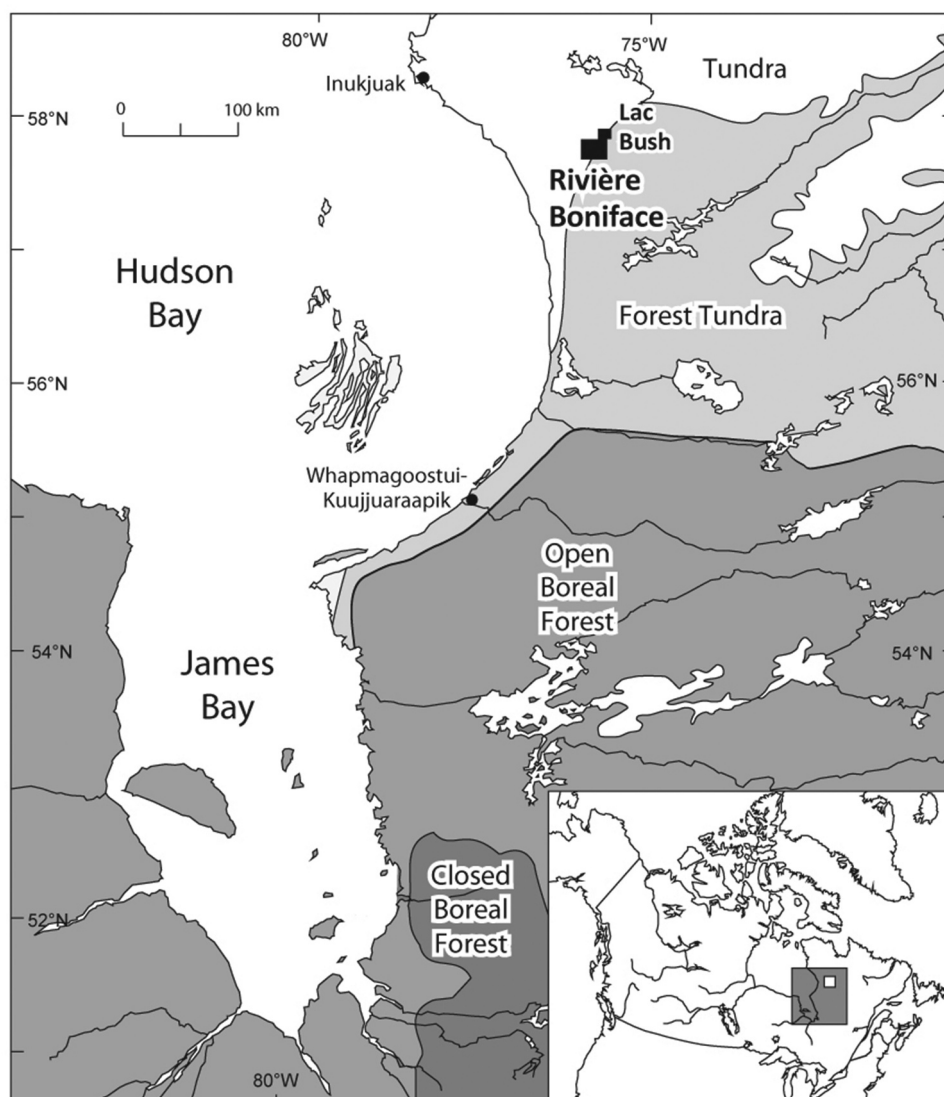 80°W
75°W
Inukjuak
Tundra
0
100 km
58°N
Lac
Bush
Rivière
Boniface
Hudson
Bay
Forest Tundra
56°N
56°N
Whapmagoostui-
Kuujjuaraapik
Open
Boreal
Forest
54°N
54°N
James
Bay
Closed
Boreal
Forest
52°N
80°W